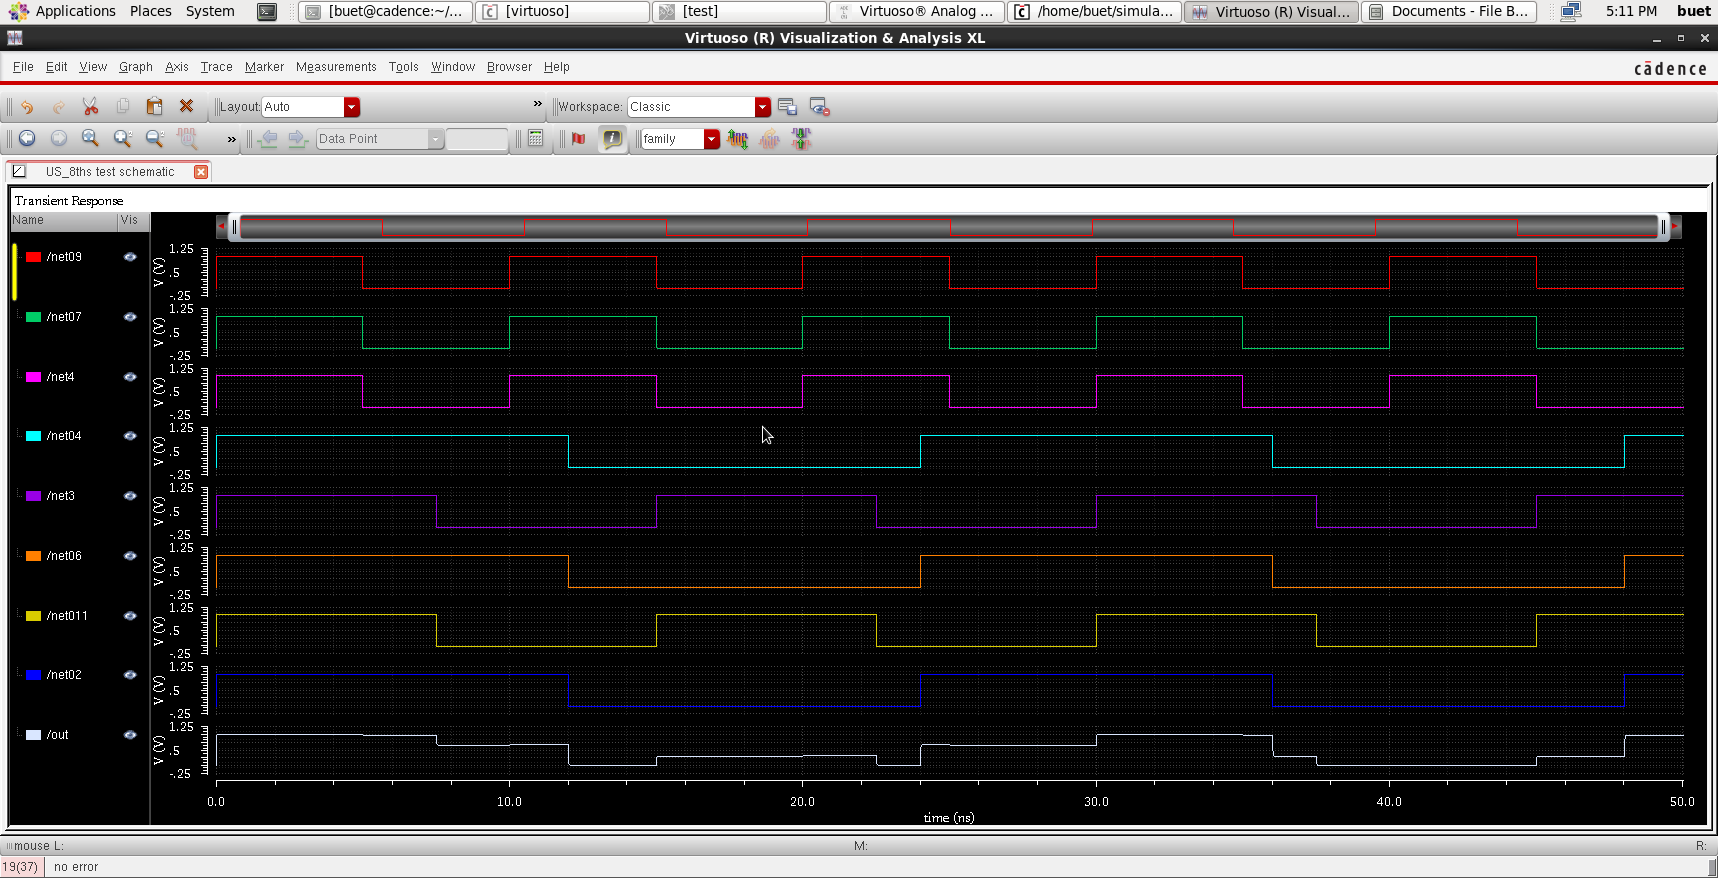 Applications Places System [buet@cadence:~/... [virtuoso] [test] Virtuoso® Analog ... /home/buet/simula... Virtuoso (R) Visual... Documents - File B... 5:11 PM buet
Virtuoso (R) Visualization & Analysis XL
File Edit View Graph Axis Trace Marker Measurements Tools Window Browser Help
cādence
Layout: Auto » Workspace: Classic
» Data Point family
US_8ths test schematic
Transient Response
Name Vis
/net09 V (V) 1.25 .5 -.25
/net07 V (V) 1.25 .5 -.25
/net4 V (V) 1.25 .5 -.25
/net04 V (V) 1.25 .5 -.25
/net3 V (V) 1.25 .5 -.25
/net06 V (V) 1.25 .5 -.25
/net011 V (V) 1.25 .5 -.25
/net02 V (V) 1.25 .5 -.25
/out V (V) 1.25 .5 -.25
0.0 10.0 20.0 30.0 40.0 50.0
time (ns)
mouse L: M: R:
19(37) no error